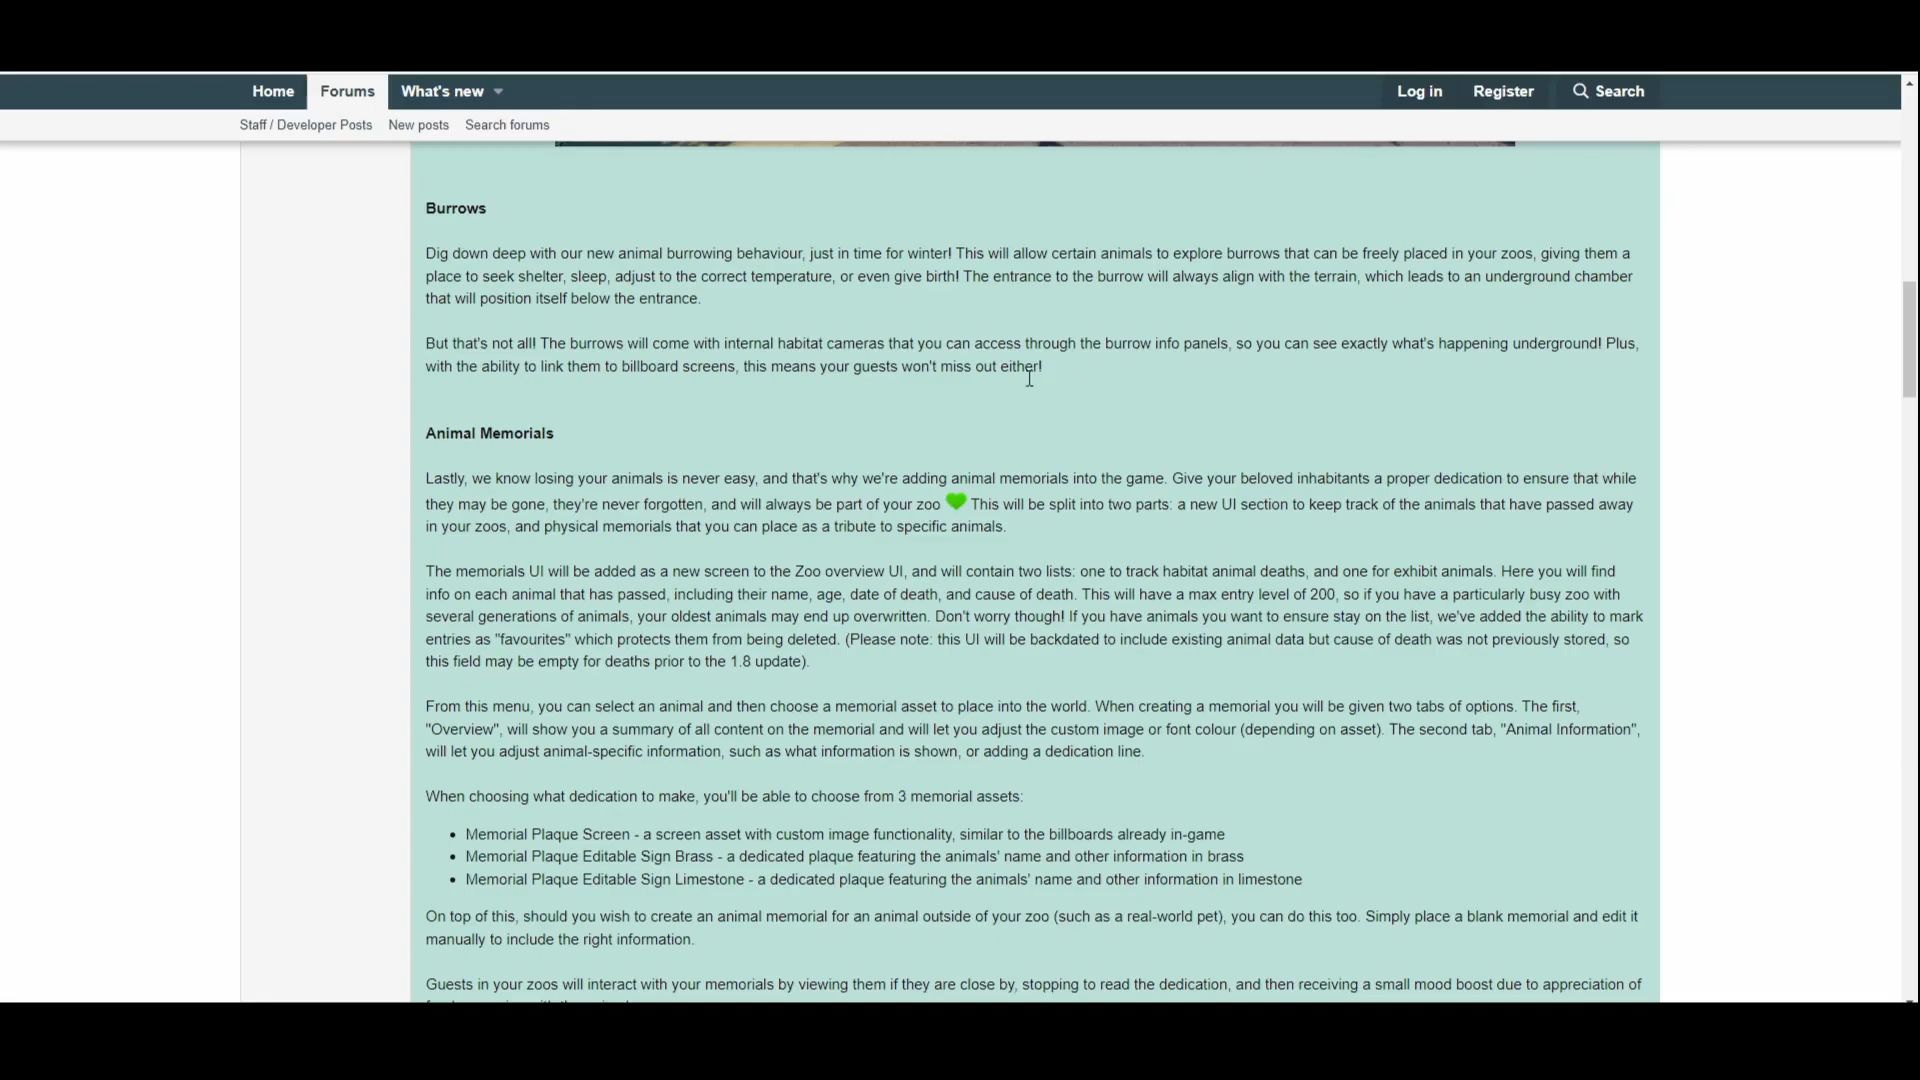 Home Forums What's new Log in Register Search
Staff / Developer Posts New posts Search forums
Burrows
Dig down deep with our new animal burrowing behaviour, just in time for winter! This will allow certain animals to explore burrows that can be freely placed in your zoos, giving them a
place to seek shelter, sleep, adjust to the correct temperature, or even give birth! The entrance to the burrow will always align with the terrain, which leads to an underground chamber
that will position itself below the entrance.
But that's not all! The burrows will come with internal habitat cameras that you can access through the burrow info panels, so you can see exactly what's happening underground! Plus,
with the ability to link them to billboard screens, this means your guests won't miss out either!
Animal Memorials
Lastly, we know losing your animals is never easy, and that's why we're adding animal memorials into the game. Give your beloved inhabitants a proper dedication to ensure that while
they may be gone, they're never forgotten, and will always be part of your zoo 💚 This will be split into two parts: a new UI section to keep track of the animals that have passed away
in your zoos, and physical memorials that you can place as a tribute to specific animals.
The memorials UI will be added as a new screen to the Zoo overview UI, and will contain two lists: one to track habitat animal deaths, and one for exhibit animals. Here you will find
info on each animal that has passed, including their name, age, date of death, and cause of death. This will have a max entry level of 200, so if you have a particularly busy zoo with
several generations of animals, your oldest animals may end up overwritten. Don't worry though! If you have animals you want to ensure stay on the list, we've added the ability to mark
entries as "favourites" which protects them from being deleted. (Please note: this UI will be backdated to include existing animal data but cause of death was not previously stored, so
this field may be empty for deaths prior to the 1.8 update).
From this menu, you can select an animal and then choose a memorial asset to place into the world. When creating a memorial you will be given two tabs of options. The first,
"Overview", will show you a summary of all content on the memorial and will let you adjust the custom image or font colour (depending on asset). The second tab, "Animal Information",
will let you adjust animal-specific information, such as what information is shown, or adding a dedication line.
When choosing what dedication to make, you'll be able to choose from 3 memorial assets:
• Memorial Plaque Screen - a screen asset with custom image functionality, similar to the billboards already in-game
• Memorial Plaque Editable Sign Brass - a dedicated plaque featuring the animals' name and other information in brass
• Memorial Plaque Editable Sign Limestone - a dedicated plaque featuring the animals' name and other information in limestone
On top of this, should you wish to create an animal memorial for an animal outside of your zoo (such as a real-world pet), you can do this too. Simply place a blank memorial and edit it
manually to include the right information.
Guests in your zoos will interact with your memorials by viewing them if they are close by, stopping to read the dedication, and then receiving a small mood boost due to appreciation of